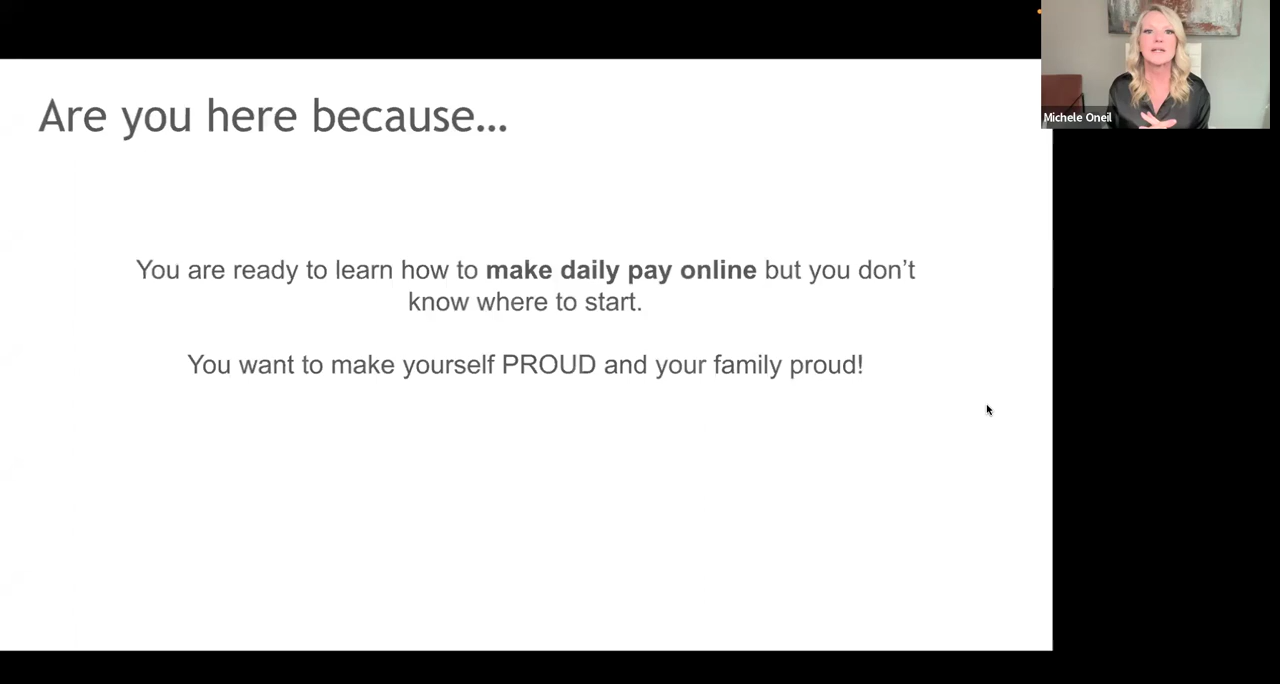 Are you here because…
You are ready to learn how to make daily pay online but you don’t
know where to start.
You want to make yourself PROUD and your family proud!
Michele Oneil